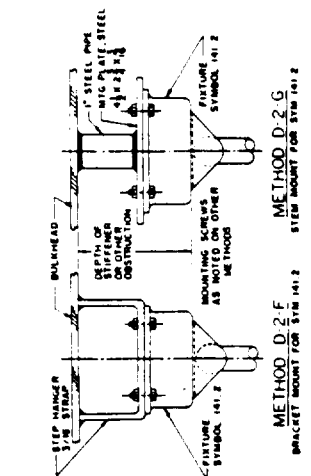 BULKHEAD
STEP HANGER
3/16 STRAP
DEPTH OF
STIFFENER
OR OTHER
OBSTRUCTION
1" STEEL PIPE
MTG PLATE, STEEL
MOUNTING SCREWS
AS NOTED ON OTHER
METHODS
FIXTURE
SYMBOL 141.2
FIXTURE
SYMBOL 141.2
METHOD D-2-F
BRACKET MOUNT FOR SYM 141.2
METHOD D-2-G
STEM MOUNT FOR SYM 141.2